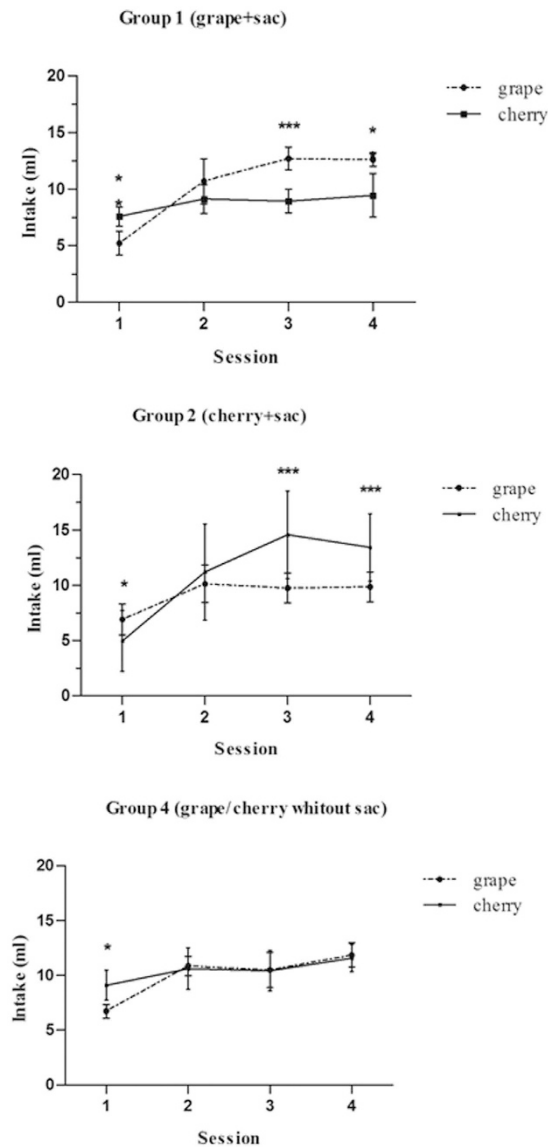 Group 1 (grape+sac)
20
15
10
5
0
Intake (ml)
*
*
***
*
grape
cherry
1 2 3 4
Session
Group 2 (cherry+sac)
20
15
10
5
0
Intake (ml)
*
***
***
grape
cherry
1 2 3 4
Session
Group 4 (grape/cherry whitout sac)
20
15
10
5
0
Intake (ml)
*
grape
cherry
1 2 3 4
Session